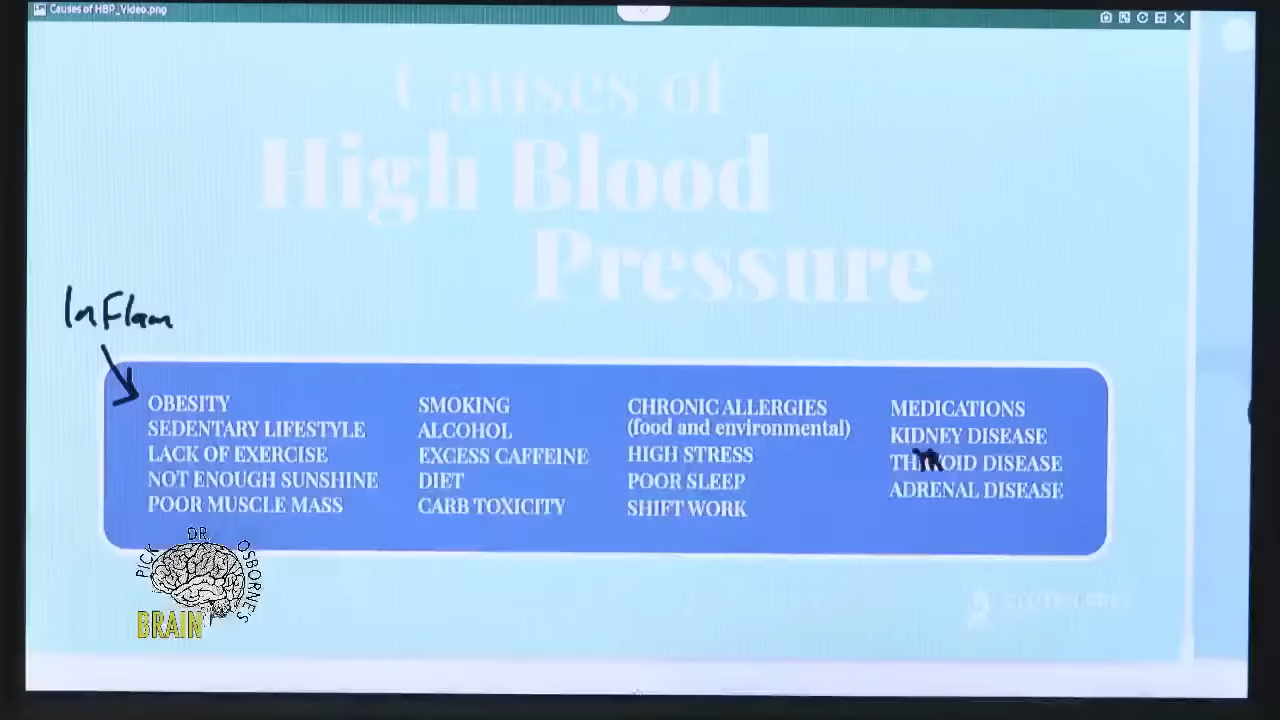 Causes of HBP_Video.png
Causes of
High Blood
Pressure
InFlam
OBESITY
SEDENTARY LIFESTYLE
LACK OF EXERCISE
NOT ENOUGH SUNSHINE
POOR MUSCLE MASS
SMOKING
ALCOHOL
EXCESS CAFFEINE
DIET
CARB TOXICITY
CHRONIC ALLERGIES
(food and environmental)
HIGH STRESS
POOR SLEEP
SHIFT WORK
MEDICATIONS
KIDNEY DISEASE
THYROID DISEASE
ADRENAL DISEASE
PICK DR. OSBORNE'S
BRAIN
GLUTEN FREE